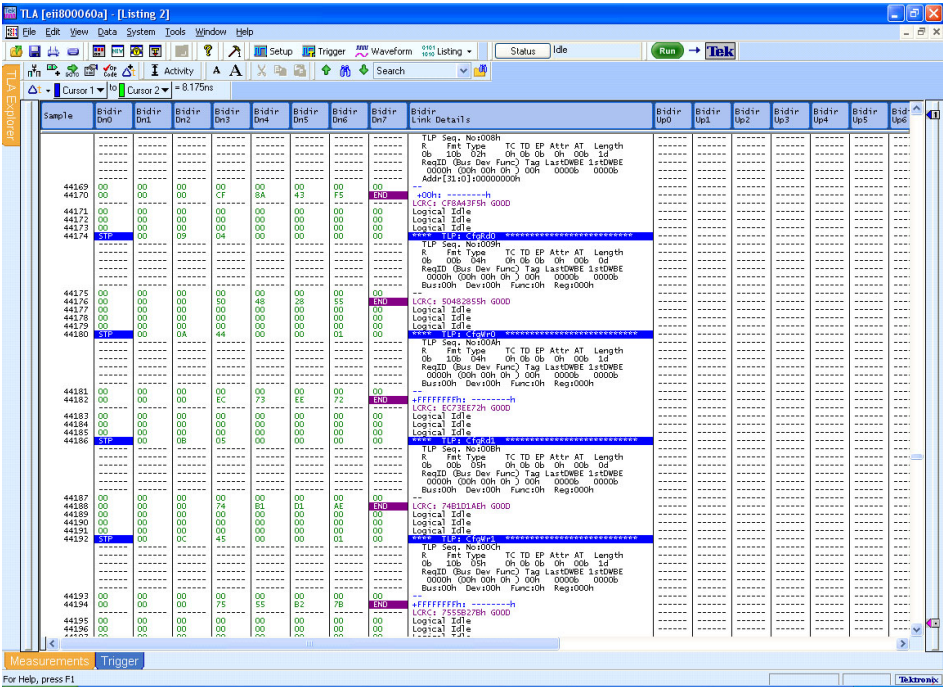 TLA [eii800060a] - [Listing 2]
File Edit View Data System Tools Window Help
Setup Trigger Waveform Listing Status Idle Run Tek
Activity A A Search
Δt Cursor 1 to Cursor 2 = 8.175ns
TLA Explorer
Sample Bidir Dn0 Bidir Dn1 Bidir Dn2 Bidir Dn3 Bidir Dn4 Bidir Dn5 Bidir Dn6 Bidir Dn7 Bidir Link Details Bidir Up0 Bidir Up1 Bidir Up2 Bidir Up3 Bidir Up4 Bidir Up5 Bidir Up6
TLP Seq. No:008h
R Fmt Type TC TD EP Attr AT Length
0b 10b 02h 0h 0b 0b 0h 00b 1d
ReqID (Bus Dev Func) Tag LastDWBE 1stDWBE
0000h (00h 00h 0h ) 00h 0000b 0000b
Addr[31:0]:00000000h
44169 00 00 00 00 00 00 00 00 --
44170 00 00 00 CF 8A 43 F5 END +00h: --------h
LCRC: CF8A43F5h GOOD
44171 00 00 00 00 00 00 00 00 Logical Idle
44172 00 00 00 00 00 00 00 00 Logical Idle
44173 00 00 00 00 00 00 00 00 Logical Idle
44174 STP 00 09 04 00 00 00 00 **** TLP: CfgRd0 **************************
TLP Seq. No:009h
R Fmt Type TC TD EP Attr AT Length
0b 00b 04h 0h 0b 0b 0h 00b 0d
ReqID (Bus Dev Func) Tag LastDWBE 1stDWBE
0000h (00h 00h 0h ) 00h 0000b 0000b
Bus:00h Dev:00h Func:0h Reg:000h
44175 00 00 00 00 00 00 00 00 --
44176 00 00 00 50 48 28 55 END LCRC: 50482855h GOOD
44177 00 00 00 00 00 00 00 00 Logical Idle
44178 00 00 00 00 00 00 00 00 Logical Idle
44179 00 00 00 00 00 00 00 00 Logical Idle
44180 STP 00 0A 44 00 00 01 00 **** TLP: CfgWr0 **************************
TLP Seq. No:00Ah
R Fmt Type TC TD EP Attr AT Length
0b 10b 04h 0h 0b 0b 0h 00b 1d
ReqID (Bus Dev Func) Tag LastDWBE 1stDWBE
0000h (00h 00h 0h ) 00h 0000b 0000b
Bus:00h Dev:00h Func:0h Reg:000h
44181 00 00 00 00 00 00 00 00 --
44182 00 00 00 EC 73 EE 72 END +FFFFFFFFh: --------h
LCRC: EC73EE72h GOOD
44183 00 00 00 00 00 00 00 00 Logical Idle
44184 00 00 00 00 00 00 00 00 Logical Idle
44185 00 00 00 00 00 00 00 00 Logical Idle
44186 STP 00 0B 05 00 00 00 00 **** TLP: CfgRd1 **************************
TLP Seq. No:00Bh
R Fmt Type TC TD EP Attr AT Length
0b 00b 05h 0h 0b 0b 0h 00b 0d
ReqID (Bus Dev Func) Tag LastDWBE 1stDWBE
0000h (00h 00h 0h ) 00h 0000b 0000b
Bus:00h Dev:00h Func:0h Reg:000h
44187 00 00 00 00 00 00 00 00 --
44188 00 00 00 74 B1 D1 AE END LCRC: 74B1D1AEh GOOD
44189 00 00 00 00 00 00 00 00 Logical Idle
44190 00 00 00 00 00 00 00 00 Logical Idle
44191 00 00 00 00 00 00 00 00 Logical Idle
44192 STP 00 0C 45 00 00 01 00 **** TLP: CfgWr1 **************************
TLP Seq. No:00Ch
R Fmt Type TC TD EP Attr AT Length
0b 10b 05h 0h 0b 0b 0h 00b 1d
ReqID (Bus Dev Func) Tag LastDWBE 1stDWBE
0000h (00h 00h 0h ) 00h 0000b 0000b
Bus:00h Dev:00h Func:0h Reg:000h
44193 00 00 00 00 00 00 00 00 --
44194 00 00 00 75 55 B2 7B END +FFFFFFFFh: --------h
LCRC: 7555B27Bh GOOD
44195 00 00 00 00 00 00 00 00 Logical Idle
44196 00 00 00 00 00 00 00 00 Logical Idle
Measurements Trigger
For Help, press F1
Tektronix